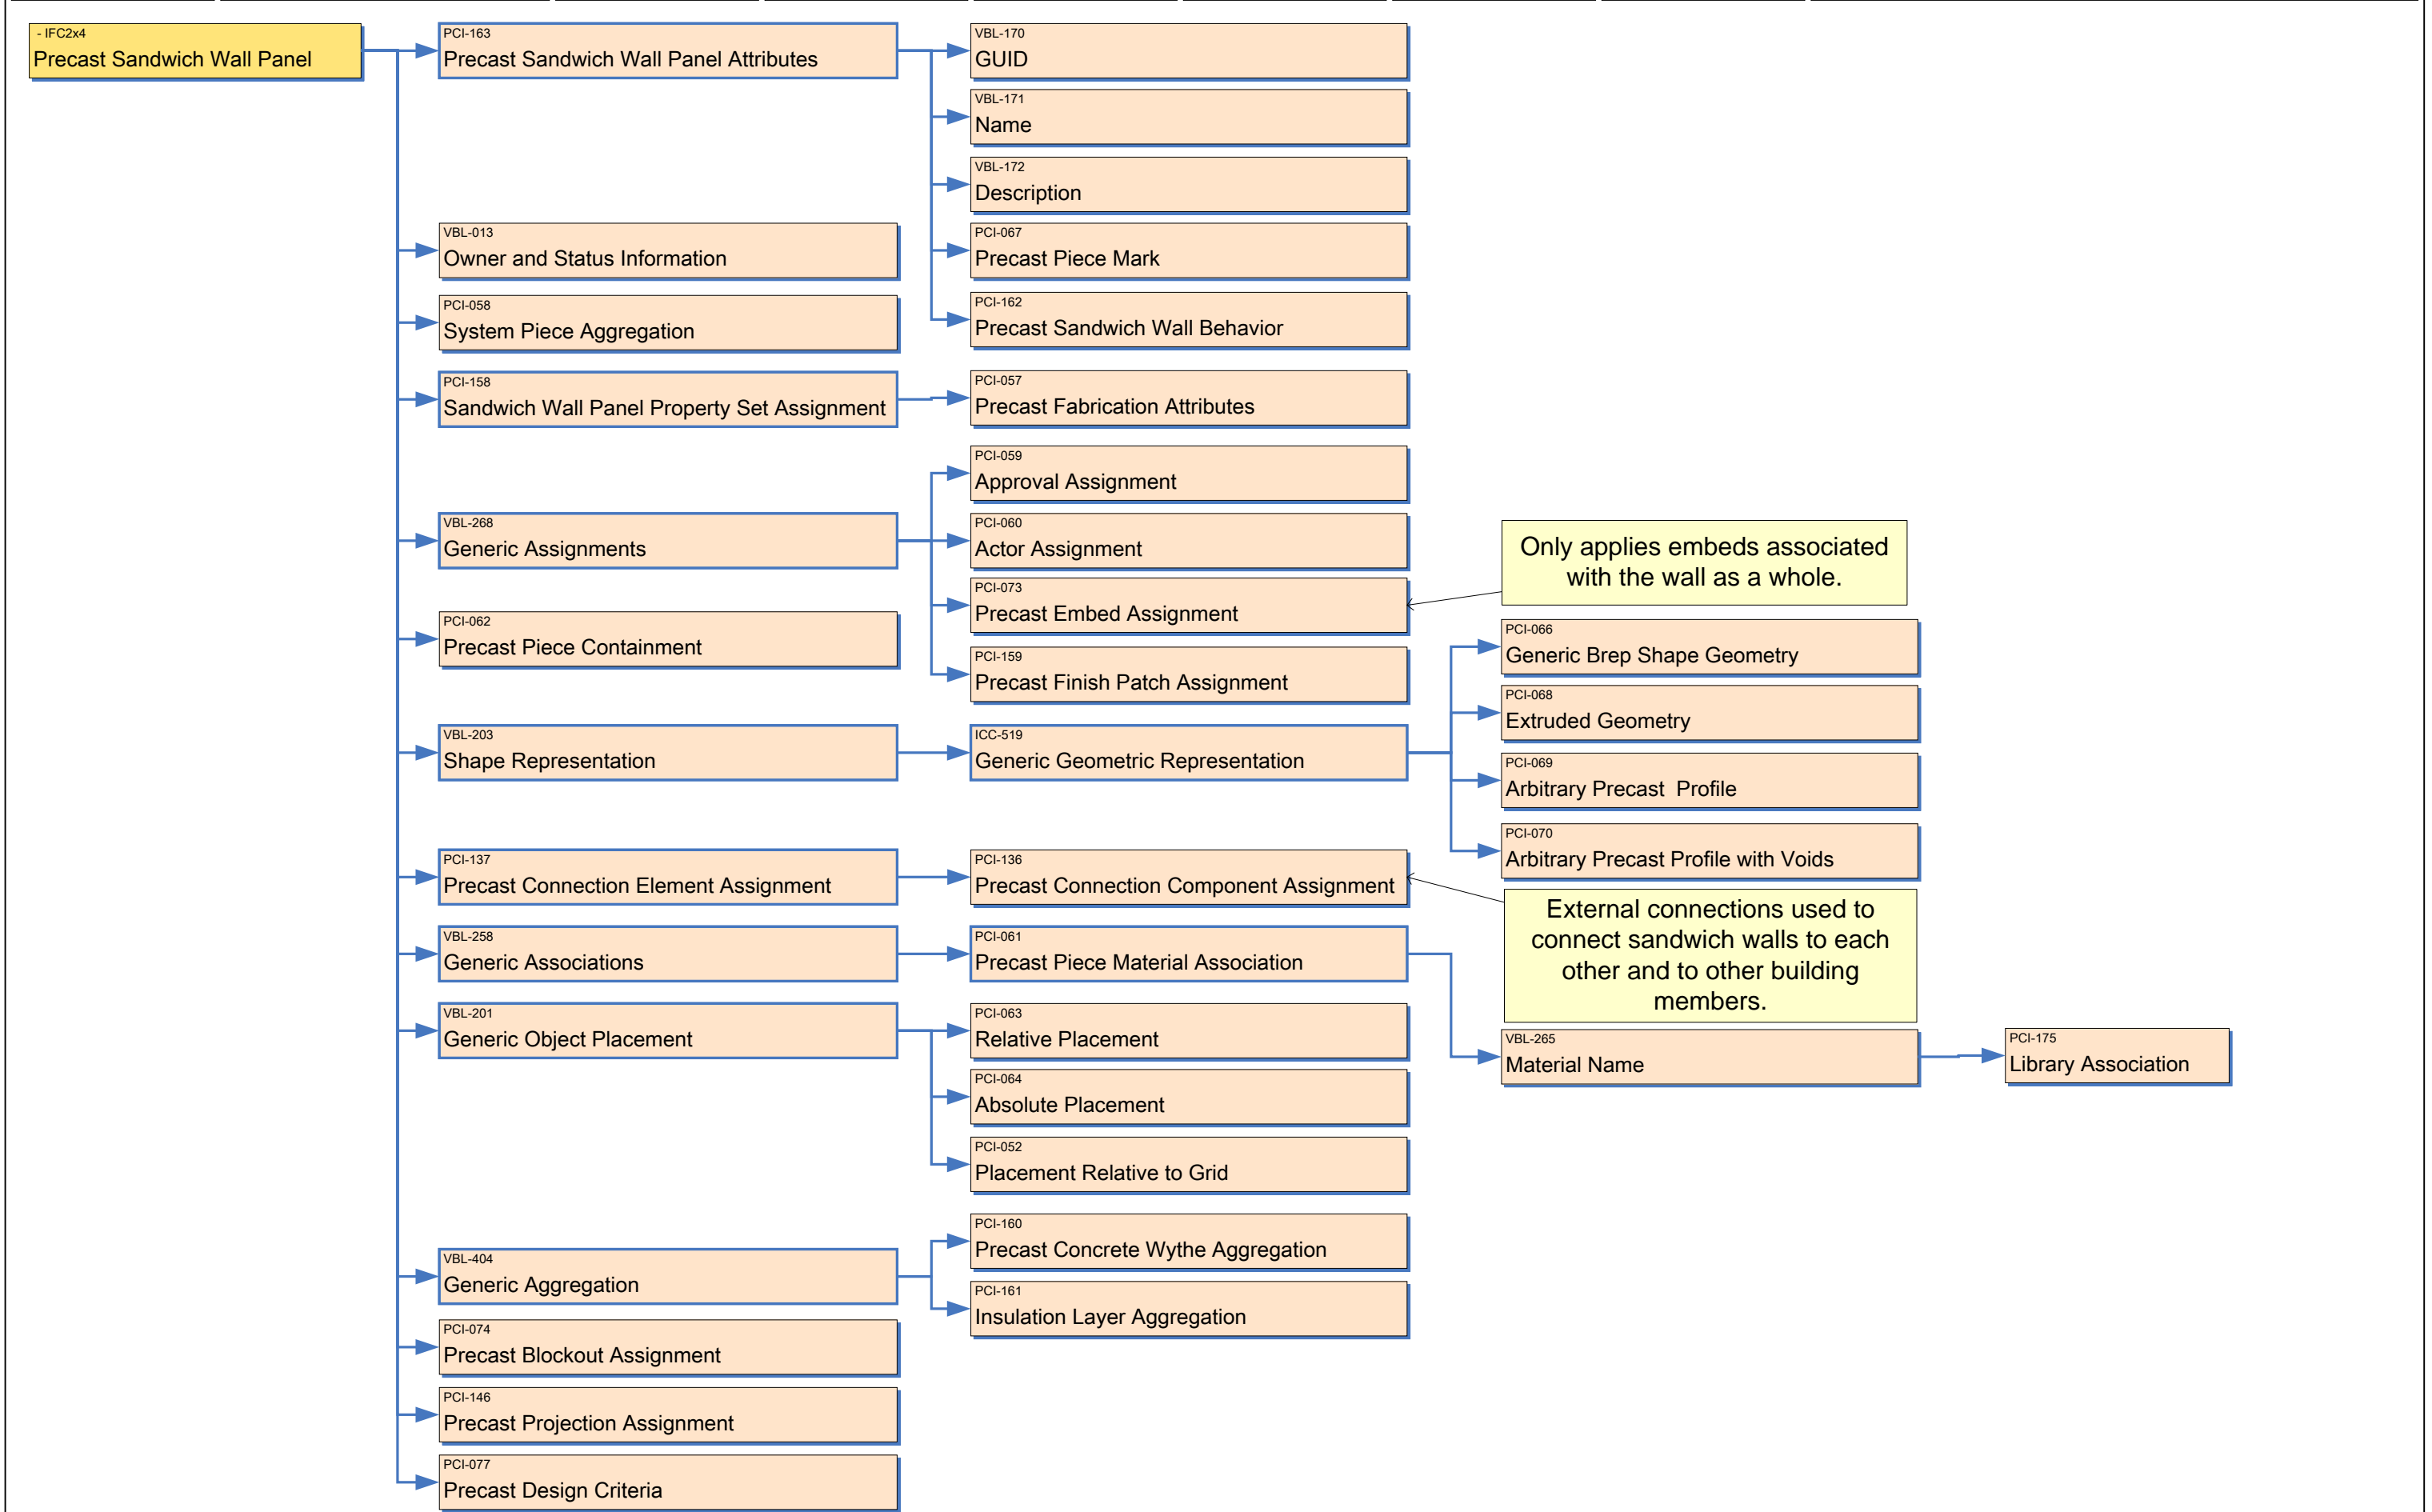 - IFC2x4
Precast Sandwich Wall Panel
PCI-163
Precast Sandwich Wall Panel Attributes
VBL-170
GUID
VBL-171
Name
VBL-172
Description
PCI-067
Precast Piece Mark
PCI-162
Precast Sandwich Wall Behavior
VBL-013
Owner and Status Information
PCI-058
System Piece Aggregation
PCI-158
Sandwich Wall Panel Property Set Assignment
PCI-057
Precast Fabrication Attributes
VBL-268
Generic Assignments
PCI-059
Approval Assignment
PCI-060
Actor Assignment
PCI-073
Precast Embed Assignment
Only applies embeds associated
with the wall as a whole.
PCI-159
Precast Finish Patch Assignment
PCI-062
Precast Piece Containment
VBL-203
Shape Representation
ICC-519
Generic Geometric Representation
PCI-066
Generic Brep Shape Geometry
PCI-068
Extruded Geometry
PCI-069
Arbitrary Precast  Profile
PCI-070
Arbitrary Precast Profile with Voids
PCI-137
Precast Connection Element Assignment
PCI-136
Precast Connection Component Assignment
External connections used to
connect sandwich walls to each
other and to other building
members.
VBL-258
Generic Associations
PCI-061
Precast Piece Material Association
VBL-265
Material Name
PCI-175
Library Association
VBL-201
Generic Object Placement
PCI-063
Relative Placement
PCI-064
Absolute Placement
PCI-052
Placement Relative to Grid
VBL-404
Generic Aggregation
PCI-160
Precast Concrete Wythe Aggregation
PCI-161
Insulation Layer Aggregation
PCI-074
Precast Blockout Assignment
PCI-146
Precast Projection Assignment
PCI-077
Precast Design Criteria